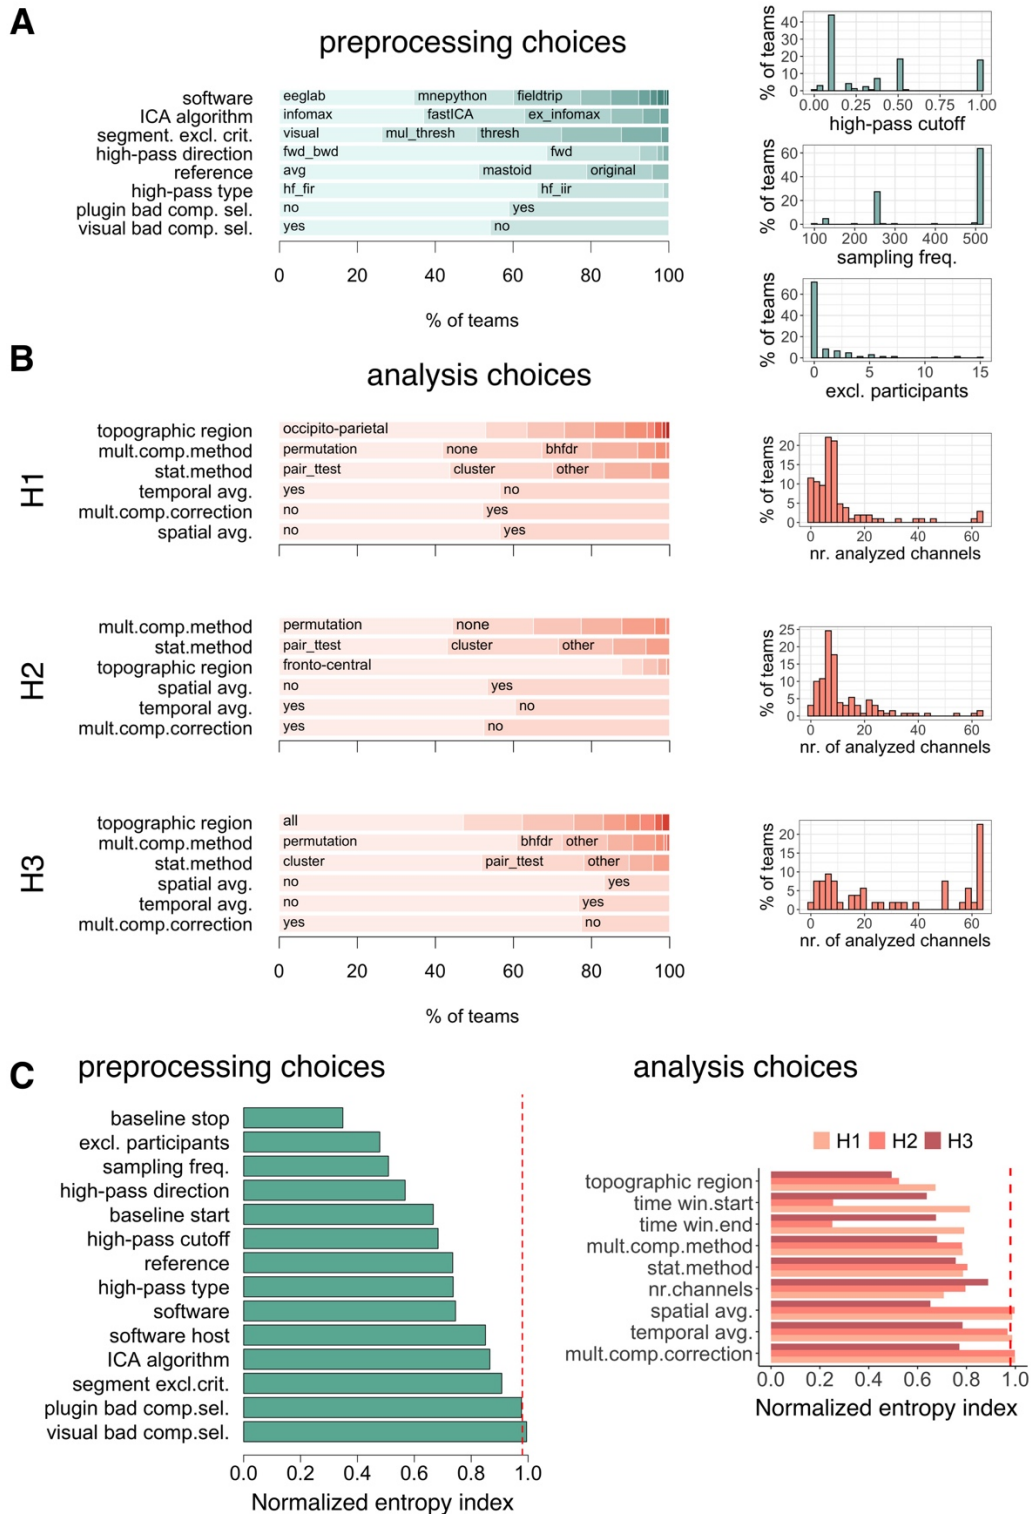 A
preprocessing choices
software eeglab mnepython fieldtrip
ICA algorithm infomax fastICA ex_infomax
segment. excl. crit. visual mul_thresh thresh
high-pass direction fwd_bwd fwd
reference avg mastoid original
high-pass type hf_fir hf_iir
plugin bad comp. sel. no yes
visual bad comp. sel. yes no
0 20 40 60 80 100
% of teams
% of teams
40
30
20
10
0
0.00 0.25 0.50 0.75 1.00
high-pass cutoff
% of teams
60
40
20
0
100 200 300 400 500
sampling freq.
% of teams
60
40
20
0
0 5 10 15
excl. participants
B
analysis choices
H1
topographic region occipito-parietal
mult.comp.method permutation none bhfdr
stat.method pair_ttest cluster other
temporal avg. yes no
mult.comp.correction no yes
spatial avg. no yes
% of teams
20
15
10
5
0
0 20 40 60
nr. analyzed channels
H2
mult.comp.method permutation none
stat.method pair_ttest cluster other
topographic region fronto-central
spatial avg. no yes
temporal avg. yes no
mult.comp.correction yes no
% of teams
25
20
15
10
5
0
0 20 40 60
nr. of analyzed channels
H3
topographic region all
mult.comp.method permutation bhfdr other
stat.method cluster pair_ttest other
spatial avg. no yes
temporal avg. no yes
mult.comp.correction yes no
0 20 40 60 80 100
% of teams
% of teams
20
15
10
5
0
0 20 40 60
nr. of analyzed channels
C
preprocessing choices
baseline stop
excl. participants
sampling freq.
high-pass direction
baseline start
high-pass cutoff
reference
high-pass type
software
software host
ICA algorithm
segment excl.crit.
plugin bad comp.sel.
visual bad comp.sel.
0.0 0.2 0.4 0.6 0.8 1.0
Normalized entropy index
analysis choices
H1 H2 H3
topographic region
time win.start
time win.end
mult.comp.method
stat.method
nr.channels
spatial avg.
temporal avg.
mult.comp.correction
0.0 0.2 0.4 0.6 0.8 1.0
Normalized entropy index